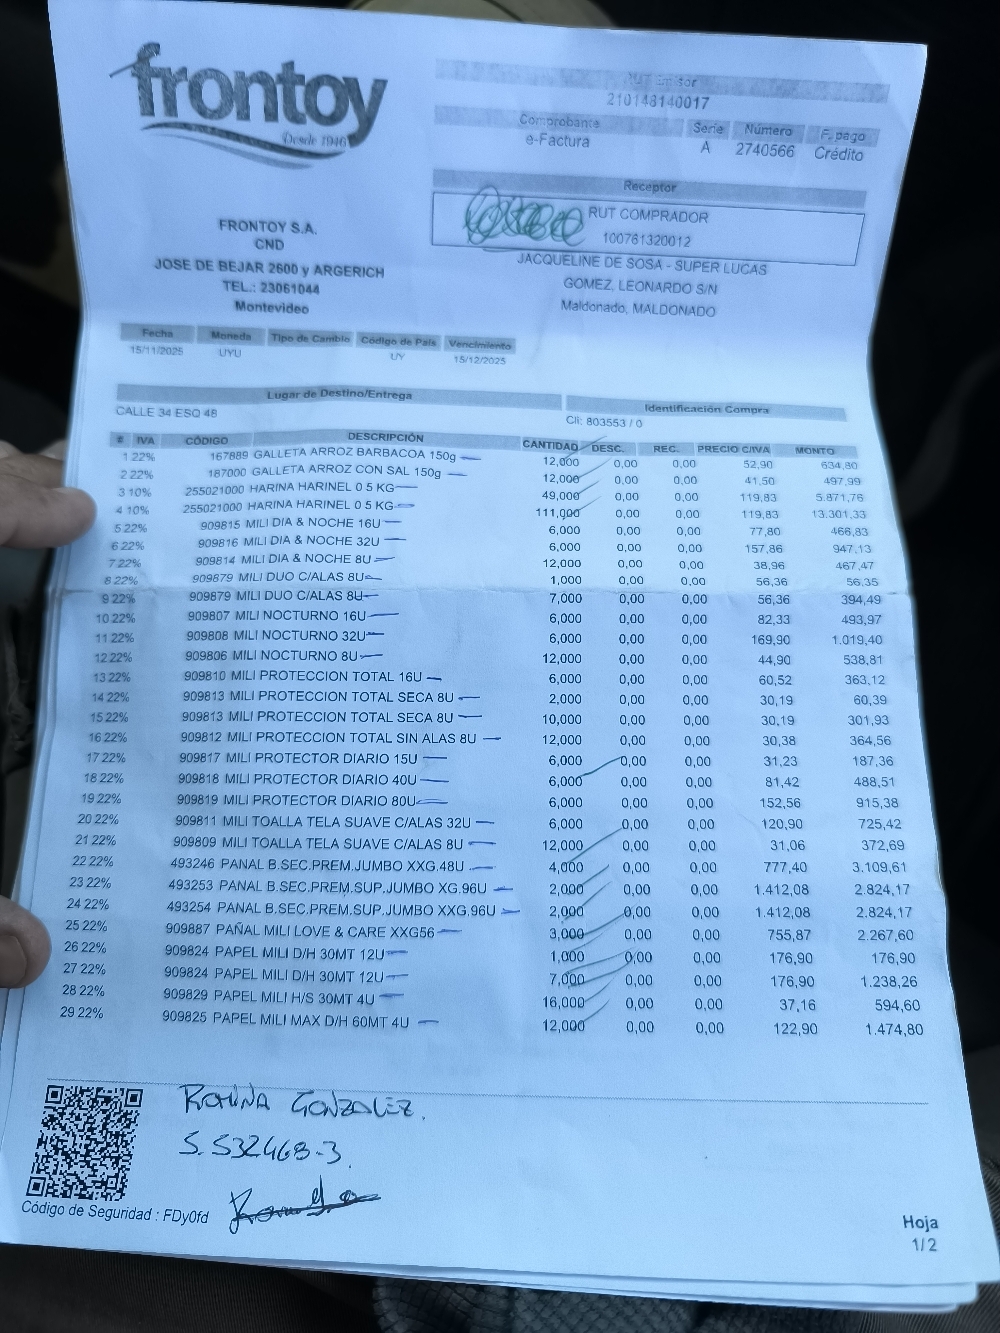 frontoy
Desde 1946
RUT Emisor
210148140017
Comprobante Serie Número F. pago
e-Factura A 2740566 Crédito
Receptor
RUT COMPRADOR
100761320012
JACQUELINE DE SOSA - SUPER LUCAS
GOMEZ, LEONARDO S/N
Maldonado, MALDONADO
FRONTOY S.A.
CND
JOSE DE BEJAR 2600 y ARGERICH
TEL.: 23061044
Montevideo
Fecha Moneda Tipo de Cambio Código de País Vencimiento
15/11/2025 UYU UY 15/12/2025
Lugar de Destino/Entrega
Identificación Compra
CALLE 34 ESQ 48
Cli: 803553 / 0
# IVA CÓDIGO DESCRIPCIÓN CANTIDAD DESC. REC. PRECIO C/IVA MONTO
1 22% 167889 GALLETA ARROZ BARBACOA 150g 12,000 0,00 0,00 52,90 634,80
2 22% 187000 GALLETA ARROZ CON SAL 150g 12,000 0,00 0,00 41,50 497,99
3 10% 255021000 HARINA HARINEL 0 5 KG 49,000 0,00 0,00 119,83 5.871,76
4 10% 255021000 HARINA HARINEL 0 5 KG 111,000 0,00 0,00 119,83 13.301,33
5 22% 909815 MILI DIA & NOCHE 16U 6,000 0,00 0,00 77,80 466,83
6 22% 909816 MILI DIA & NOCHE 32U 6,000 0,00 0,00 157,86 947,13
7 22% 909814 MILI DIA & NOCHE 8U 12,000 0,00 0,00 38,96 467,47
8 22% 909879 MILI DUO C/ALAS 8U 1,000 0,00 0,00 56,36 56,35
9 22% 909879 MILI DUO C/ALAS 8U 7,000 0,00 0,00 56,36 394,49
10 22% 909807 MILI NOCTURNO 16U 6,000 0,00 0,00 82,33 493,97
11 22% 909808 MILI NOCTURNO 32U 6,000 0,00 0,00 169,90 1.019,40
12 22% 909806 MILI NOCTURNO 8U 12,000 0,00 0,00 44,90 538,81
13 22% 909810 MILI PROTECCION TOTAL 16U 6,000 0,00 0,00 60,52 363,12
14 22% 909813 MILI PROTECCION TOTAL SECA 8U 2,000 0,00 0,00 30,19 60,39
15 22% 909813 MILI PROTECCION TOTAL SECA 8U 10,000 0,00 0,00 30,19 301,93
16 22% 909812 MILI PROTECCION TOTAL SIN ALAS 8U 12,000 0,00 0,00 30,38 364,56
17 22% 909817 MILI PROTECTOR DIARIO 15U 6,000 0,00 0,00 31,23 187,36
18 22% 909818 MILI PROTECTOR DIARIO 40U 6,000 0,00 0,00 81,42 488,51
19 22% 909819 MILI PROTECTOR DIARIO 80U 6,000 0,00 0,00 152,56 915,38
20 22% 909811 MILI TOALLA TELA SUAVE C/ALAS 32U 6,000 0,00 0,00 120,90 725,42
21 22% 909809 MILI TOALLA TELA SUAVE C/ALAS 8U 12,000 0,00 0,00 31,06 372,69
22 22% 493246 PANAL B.SEC.PREM.JUMBO XXG.48U 4,000 0,00 0,00 777,40 3.109,61
23 22% 493253 PANAL B.SEC.PREM.SUP.JUMBO XG.96U 2,000 0,00 0,00 1.412,08 2.824,17
24 22% 493254 PANAL B.SEC.PREM.SUP.JUMBO XXG.96U 2,000 0,00 0,00 1.412,08 2.824,17
25 22% 909887 PAÑAL MILI LOVE & CARE XXG56 3,000 0,00 0,00 755,87 2.267,60
26 22% 909824 PAPEL MILI D/H 30MT 12U 1,000 0,00 0,00 176,90 176,90
27 22% 909824 PAPEL MILI D/H 30MT 12U 7,000 0,00 0,00 176,90 1.238,26
28 22% 909829 PAPEL MILI H/S 30MT 4U 16,000 0,00 0,00 37,16 594,60
29 22% 909825 PAPEL MILI MAX D/H 60MT 4U 12,000 0,00 0,00 122,90 1.474,80
ROMINA GONZALEZ.
5.532468-3
Código de Seguridad : FDy0fd
Hoja
1/2